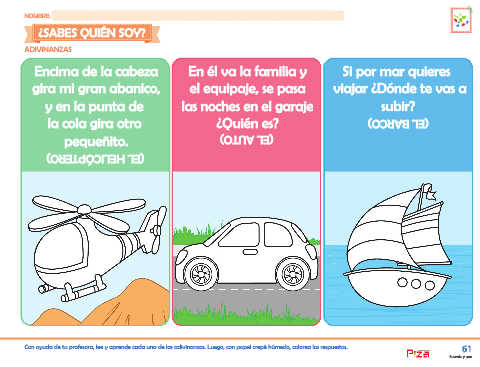 NOMBRE:
¿SABES QUIÉN SOY?
ADIVINANZAS
Encima de la cabeza
gira mi gran abanico,
y en la punta de
la cola gira otro
pequeñito.
(EL HELICÓPTERO)
En él va la familia y
el equipaje, se pasa
las noches en el garaje
¿Quién es?
(EL AUTO)
Si por mar quieres
viajar ¿Dónde te vas a
subir?
(EL BARCO)
Con ayuda de tu profesora, lee y aprende cada una de las adivinanzas. Luego, con papel crepé húmedo, colorea las respuestas.
61